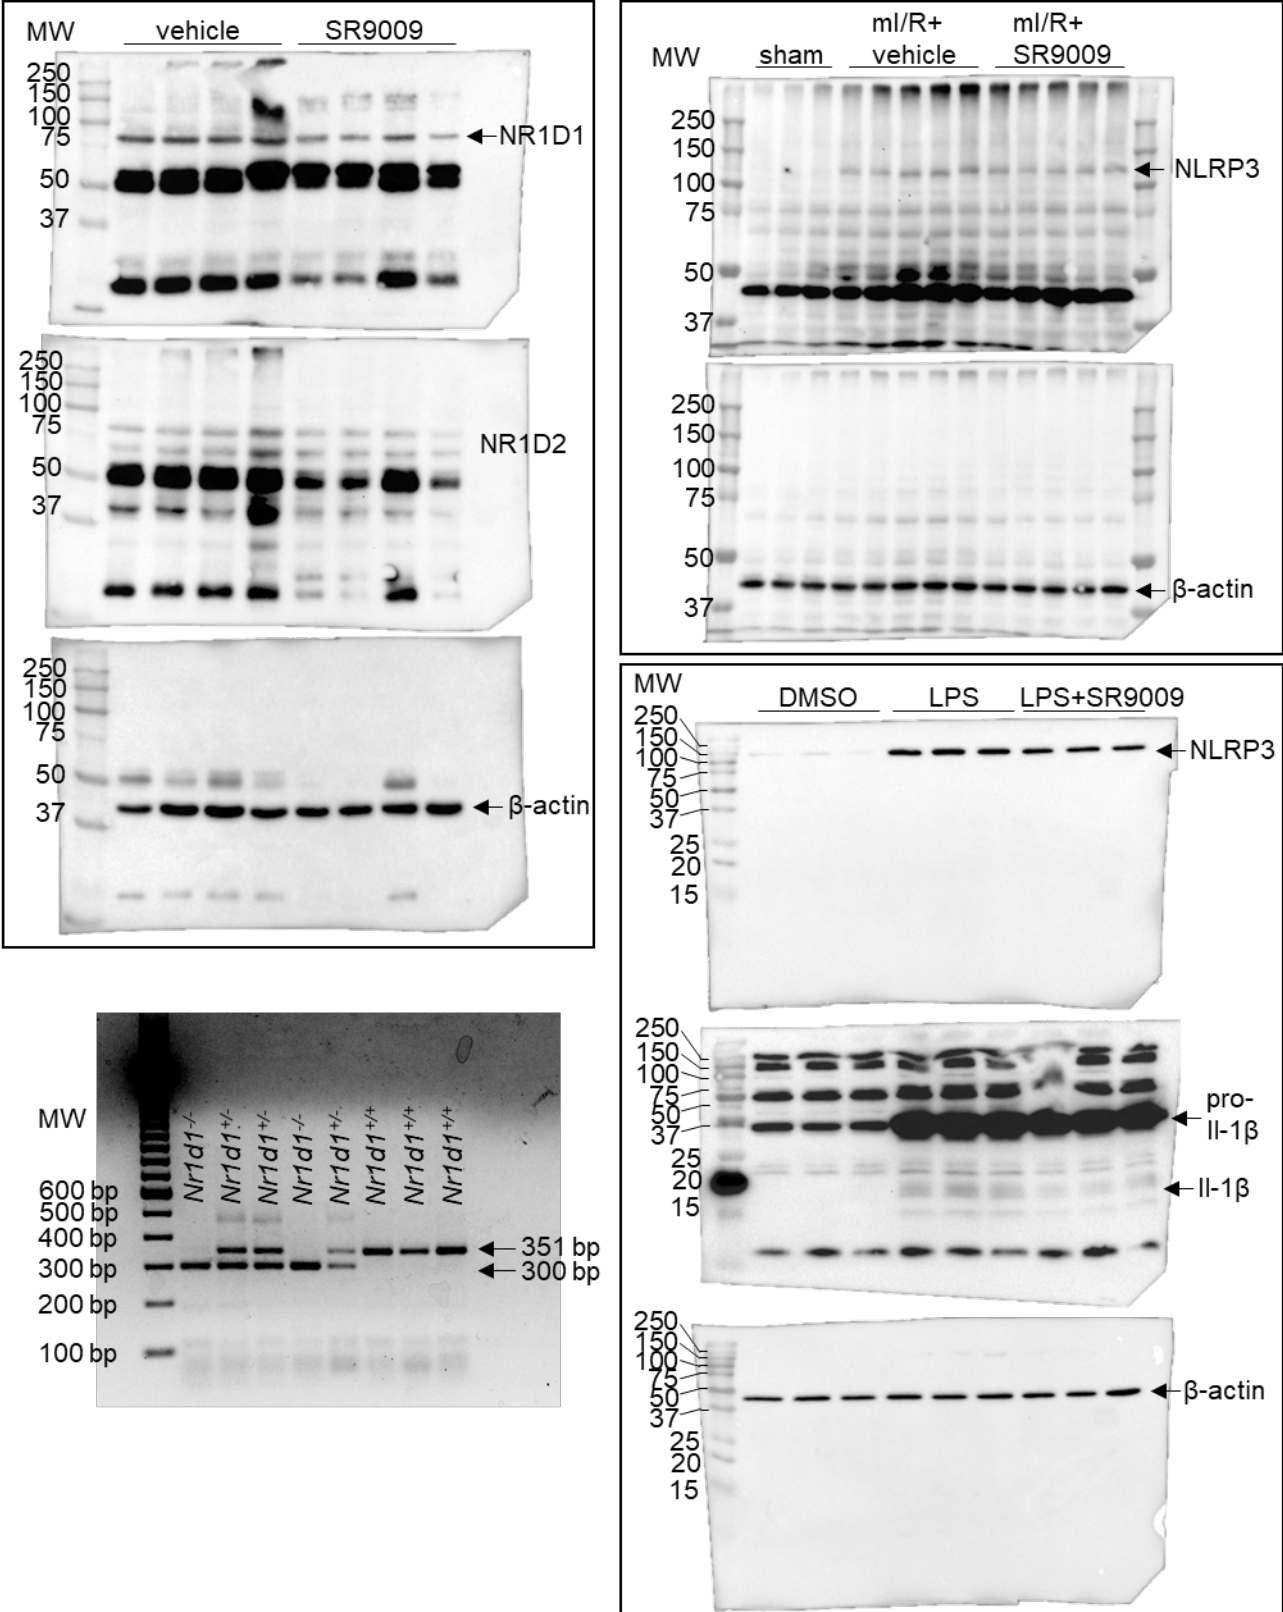 MW
vehicle
SR9009
250
150
100
75
50
37
NR1D1
250
150
100
75
50
37
NR1D2
250
150
100
75
50
37
β-actin
MW
sham
mI/R+
vehicle
mI/R+
SR9009
250
150
100
75
50
37
NLRP3
250
150
100
75
50
37
β-actin
MW
DMSO
LPS
LPS+SR9009
250
150
100
75
50
37
25
20
15
NLRP3
250
150
100
75
50
37
25
20
15
pro-
Il-1β
Il-1β
250
150
100
75
50
37
25
20
15
β-actin
MW
Nr1d1-/-
Nr1d1+/-
Nr1d1+/-
Nr1d1-/-
Nr1d1+/-
Nr1d1+/+
Nr1d1+/+
Nr1d1+/+
600 bp
500 bp
400 bp
300 bp
200 bp
100 bp
351 bp
300 bp